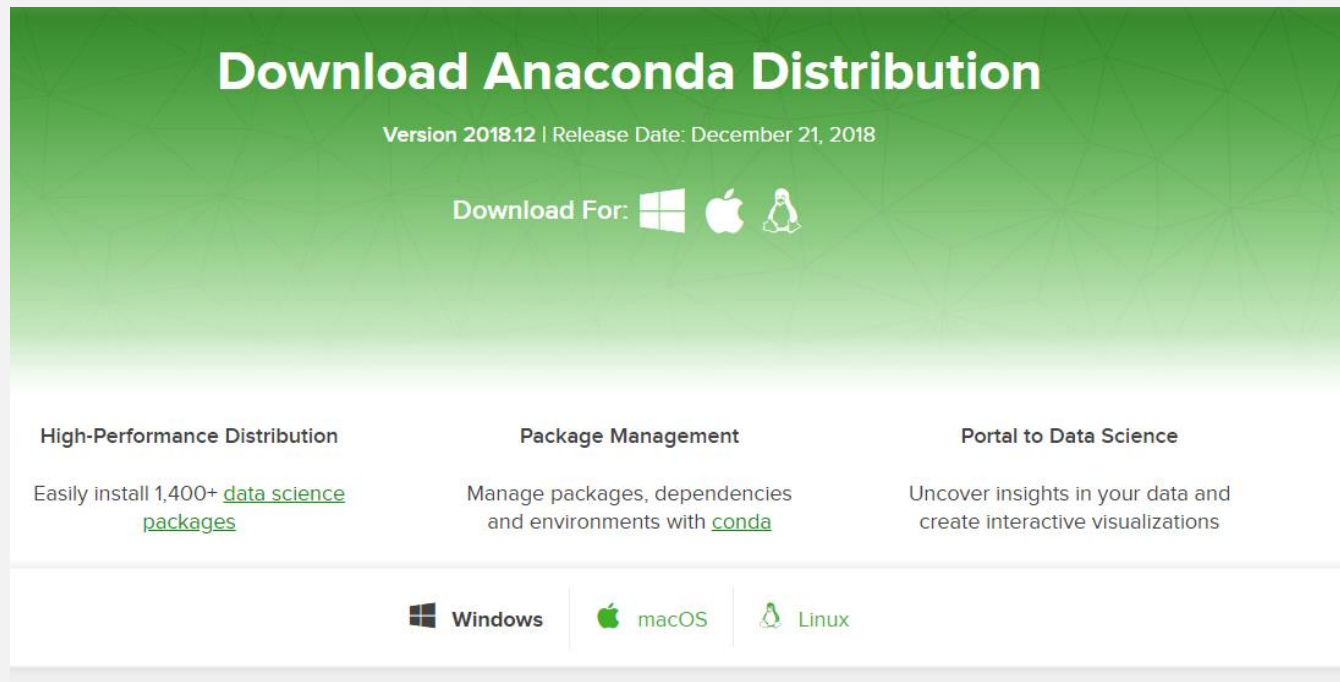 Download Anaconda Distribution
Version 2018.12 | Release Date: December 21, 2018
Download For:
High-Performance Distribution
Easily install 1,400+ data science
packages
Package Management
Manage packages, dependencies
and environments with conda
Portal to Data Science
Uncover insights in your data and
create interactive visualizations
Windows
macOS
Linux